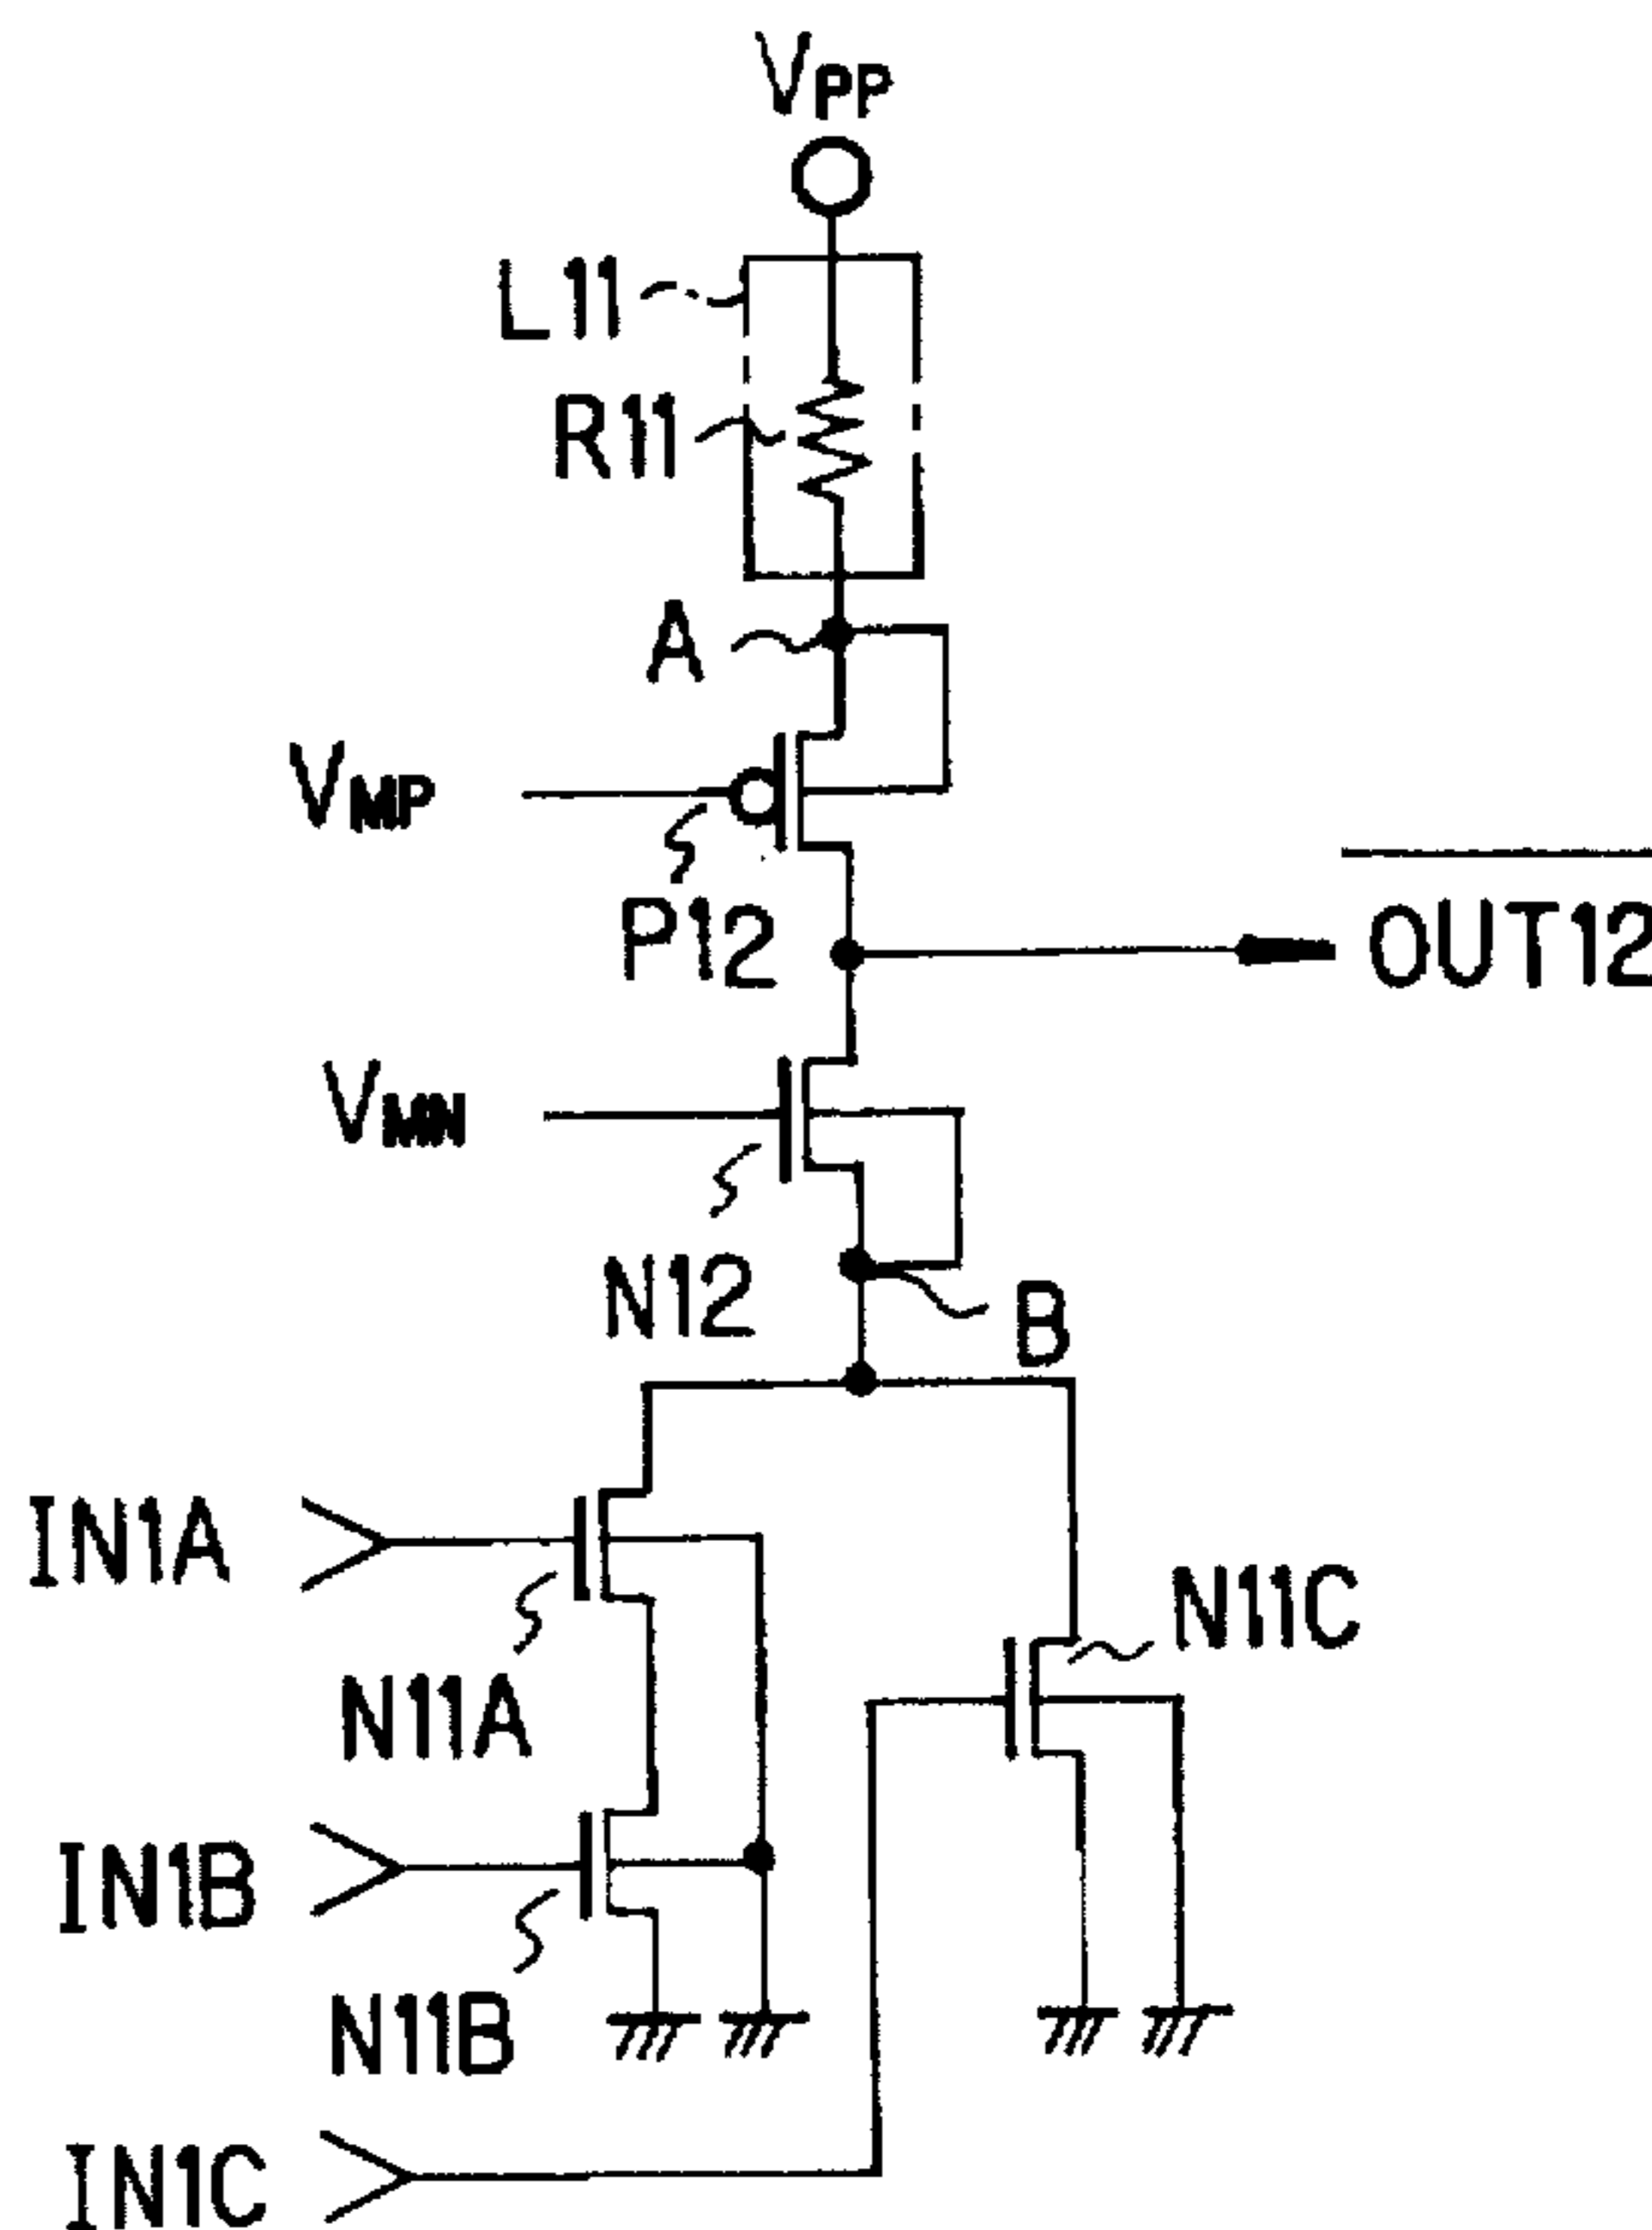 VPP
L11
R11
A
VMP
P12
OUT12
VMN
N12
B
IN1A
N11C
N11A
IN1B
N11B
IN1C